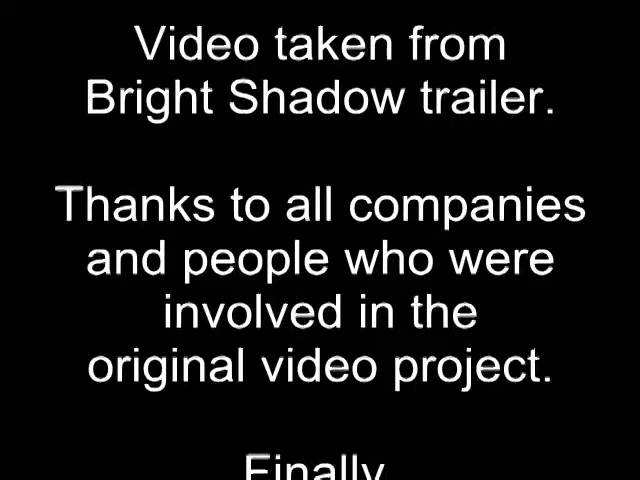 Video taken from
Bright Shadow trailer.
Thanks to all companies
and people who were
involved in the
original video project.
Finally